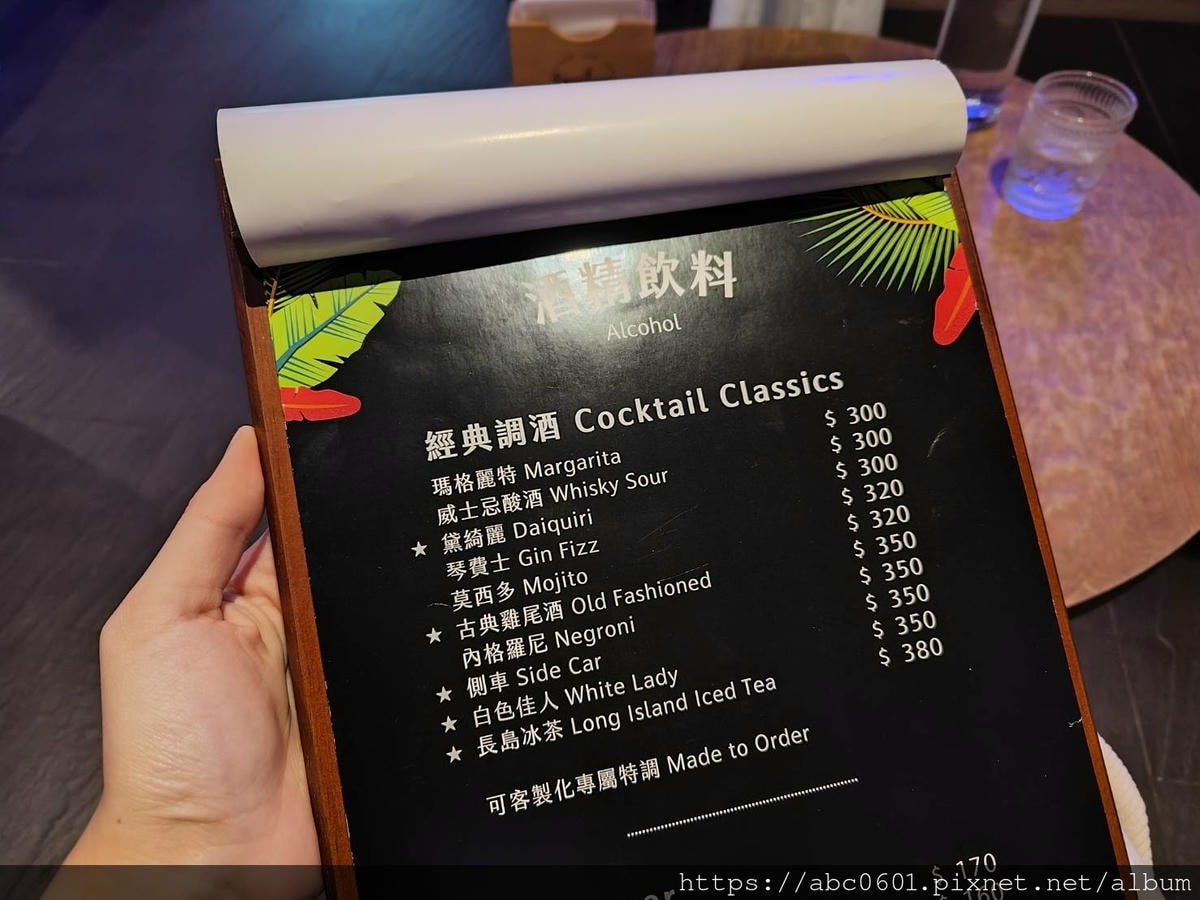 酒精飲料
Alcohol
經典調酒 Cocktail Classics
瑪格麗特 Margarita $ 300
威士忌酸酒 Whisky Sour $ 300
★ 黛綺麗 Daiquiri $ 300
琴費士 Gin Fizz $ 320
莫西多 Mojito $ 320
★ 古典雞尾酒 Old Fashioned $ 350
內格羅尼 Negroni $ 350
★ 側車 Side Car $ 350
★ 白色佳人 White Lady $ 350
★ 長島冰茶 Long Island Iced Tea $ 380
可客製化專屬特調 Made to Order
$ 170
https://abc0601.pixnet.net/album